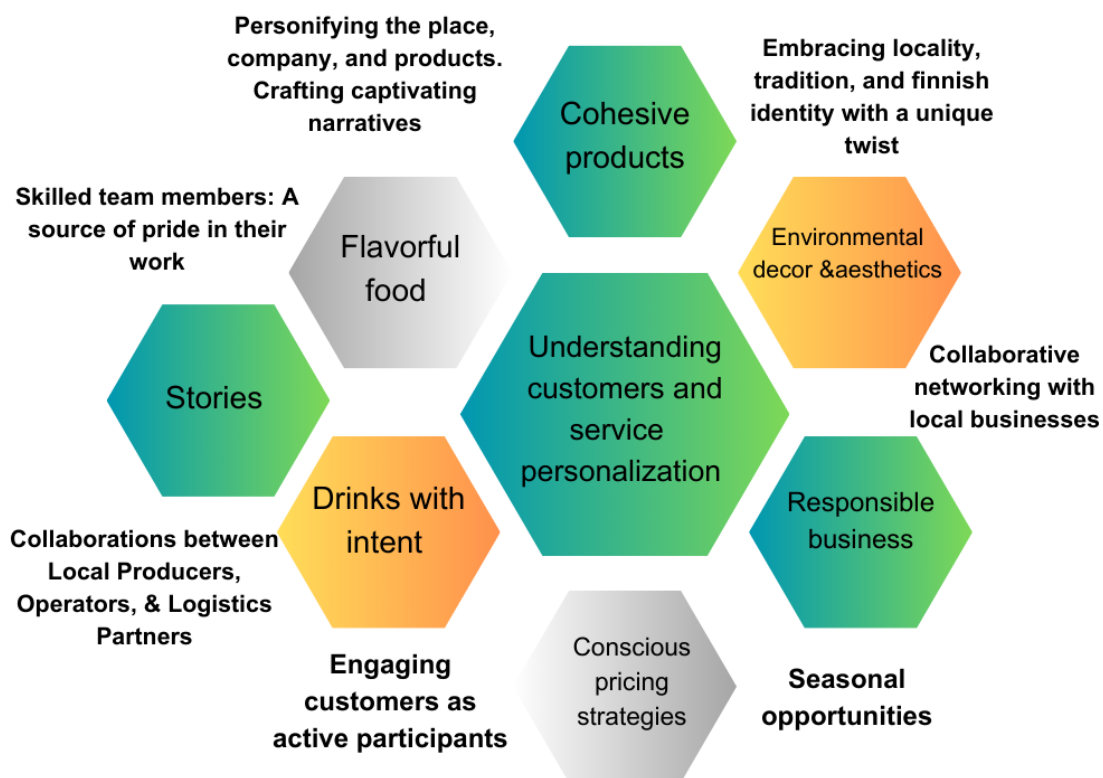 Personifying the place,
company, and products.
Crafting captivating
narratives
Cohesive
products
Embracing locality,
tradition, and finnish
identity with a unique
twist
Skilled team members: A
source of pride in their
work
Flavorful
food
Environmental
decor &aesthetics
Stories
Understanding
customers and
service
personalization
Collaborative
networking with
local businesses
Drinks with
intent
Responsible
business
Collaborations between
Local Producers,
Operators, & Logistics
Partners
Engaging
customers as
active participants
Conscious
pricing
strategies
Seasonal
opportunities